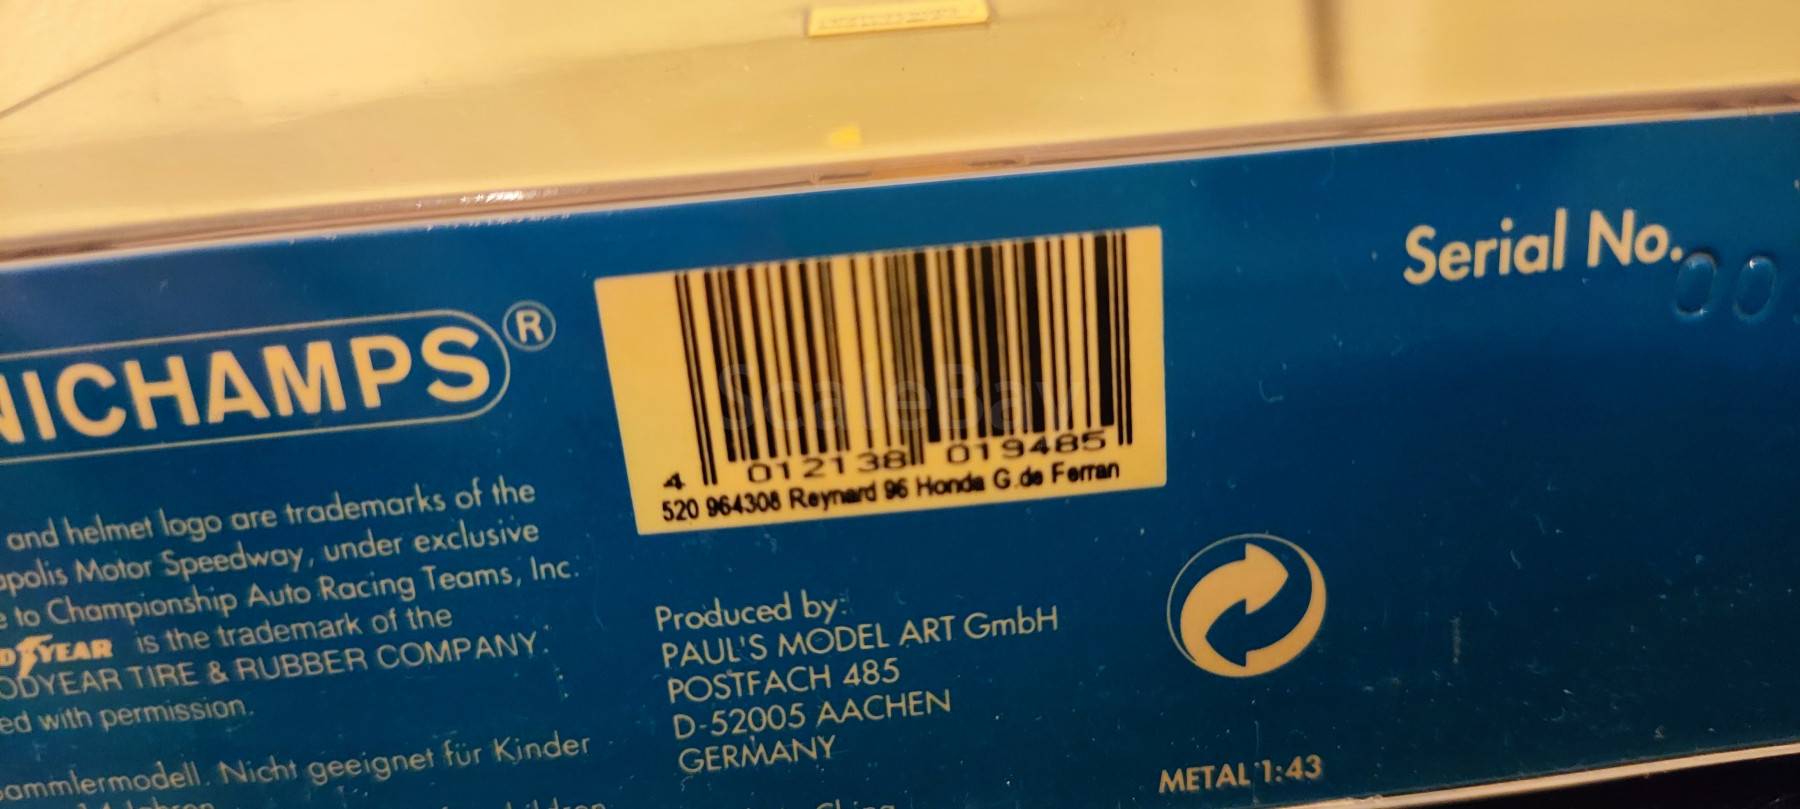 NICHAMPS®
and helmet logo are trademarks of the
apolis Motor Speedway, under exclusive
e to Championship Auto Racing Teams, Inc.
YEAR is the trademark of the
ODYEAR TIRE & RUBBER COMPANY.
ed with permission.
ammlermodell. Nicht geeignet für Kinder
ScaleBay
4 012138 019485
520 964308 Reynard 96 Honda G.de Ferran
Produced by:
PAUL'S MODEL ART GmbH
POSTFACH 485
D-52005 AACHEN
GERMANY
Serial No.
00
METAL 1:43